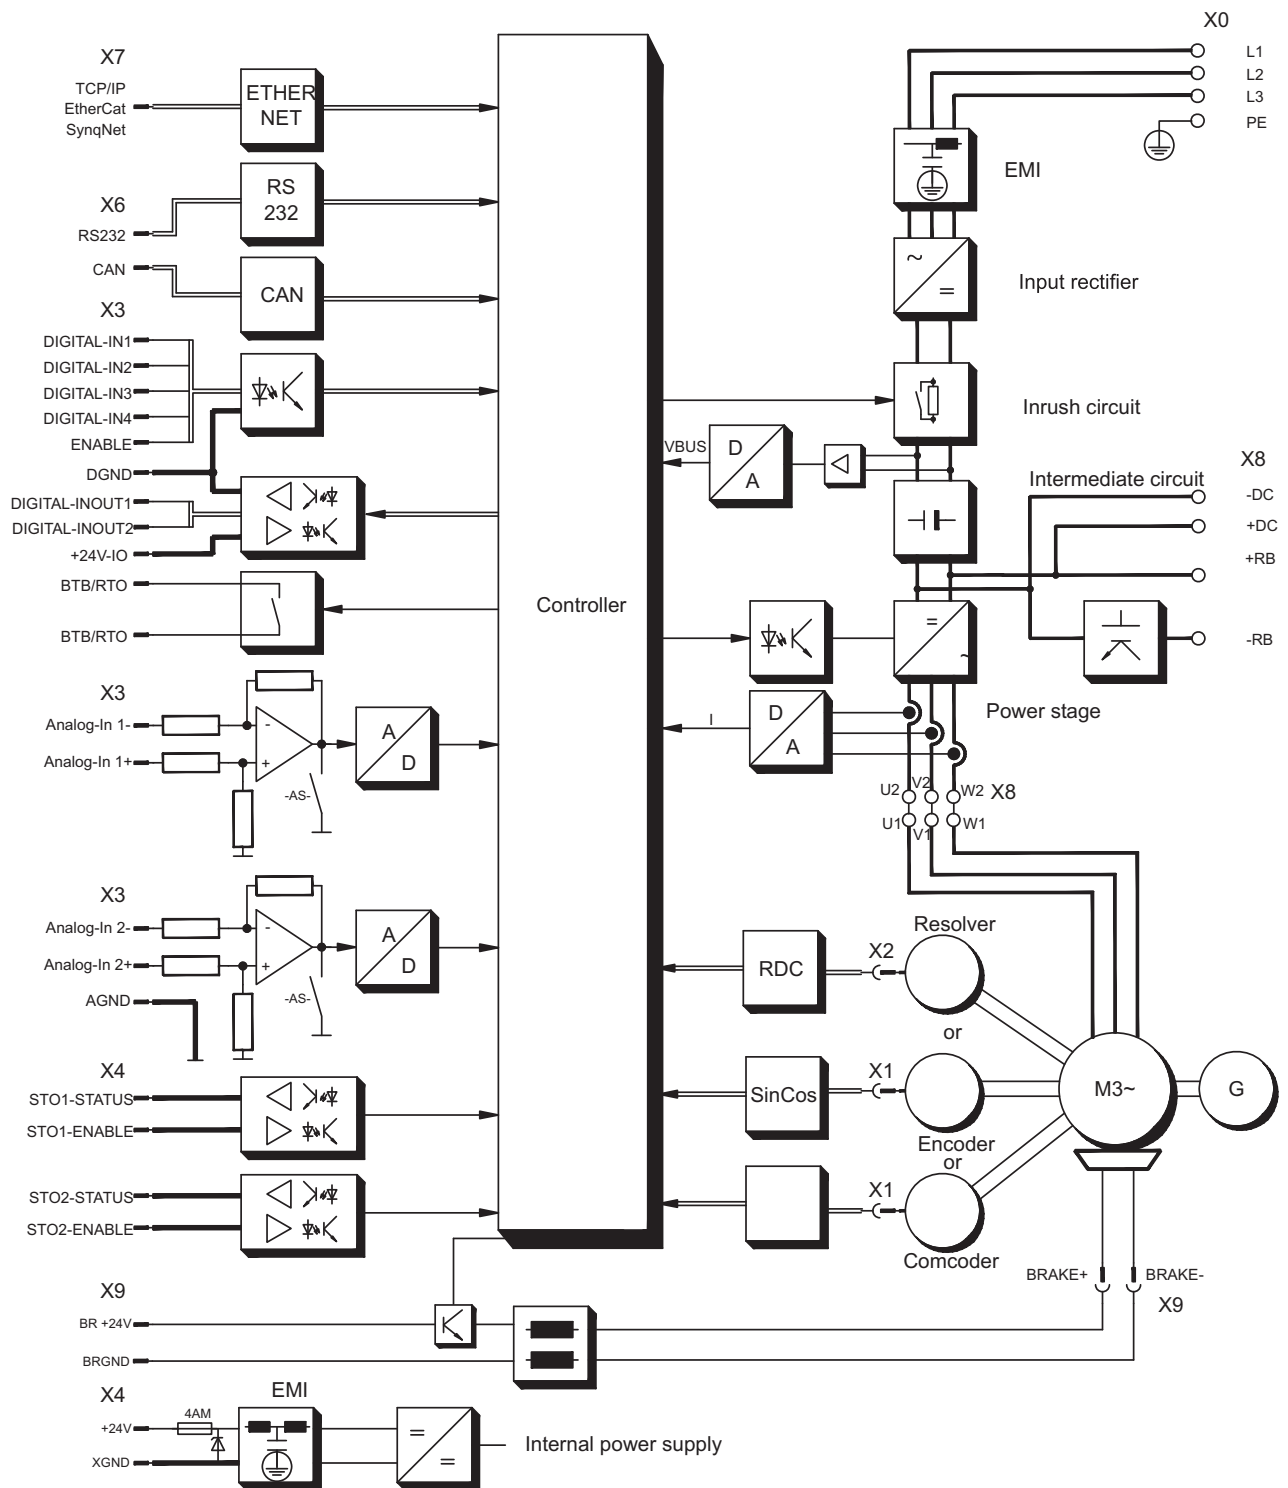 X7
TCP/IP
EtherCat
SynqNet
ETHER
NET
X6
RS232
RS
232
CAN
CAN
X3
DIGITAL-IN1
DIGITAL-IN2
DIGITAL-IN3
DIGITAL-IN4
ENABLE
DGND
DIGITAL-INOUT1
DIGITAL-INOUT2
+24V-IO
BTB/RTO
BTB/RTO
X3
Analog-In 1-
Analog-In 1+
-
+
-AS-
A
D
X3
Analog-In 2-
Analog-In 2+
AGND
-
+
-AS-
A
D
X4
STO1-STATUS
STO1-ENABLE
STO2-STATUS
STO2-ENABLE
X9
BR +24V
BRGND
X4
+24V
XGND
4AM
EMI
=
=
Internal power supply
Controller
X0
L1
L2
L3
PE
EMI
~
=
Input rectifier
Inrush circuit
VBUS
D
A
Intermediate circuit
X8
-DC
+DC
+RB
-RB
=
~
Power stage
I
D
A
U2
V2
W2
X8
U1
V1
W1
Resolver
X2
RDC
or
X1
SinCos
Encoder
or
X1
Comcoder
M3~
G
BRAKE+
BRAKE-
X9